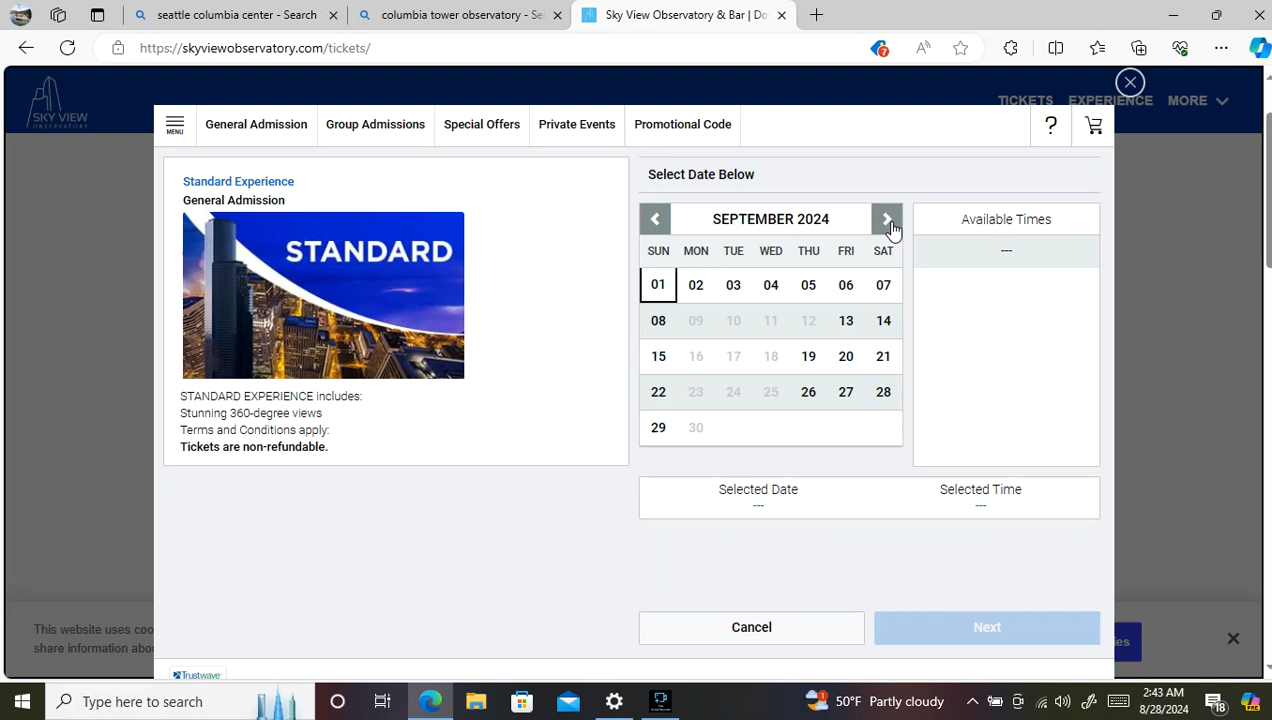 seattle columbia center - Search
columbia tower observatory - Se
Sky View Observatory & Bar | Do
https://skyviewobservatory.com/tickets/
7
SKY VIEW
OBSERVATORY
TICKETS EXPERIENCE MORE
MENU
General Admission
Group Admissions
Special Offers
Private Events
Promotional Code
?
Standard Experience
General Admission
STANDARD
STANDARD EXPERIENCE includes:
Stunning 360-degree views
Terms and Conditions apply:
Tickets are non-refundable.
Select Date Below
SEPTEMBER 2024
SUN MON TUE WED THU FRI SAT
01 02 03 04 05 06 07
08 09 10 11 12 13 14
15 16 17 18 19 20 21
22 23 24 25 26 27 28
29 30
Available Times
---
Selected Date
---
Selected Time
---
Cancel
Next
This website uses coo
share information abou
ies
Trustwave
Type here to search
1
50°F Partly cloudy
2:43 AM
8/28/2024
18
PRE